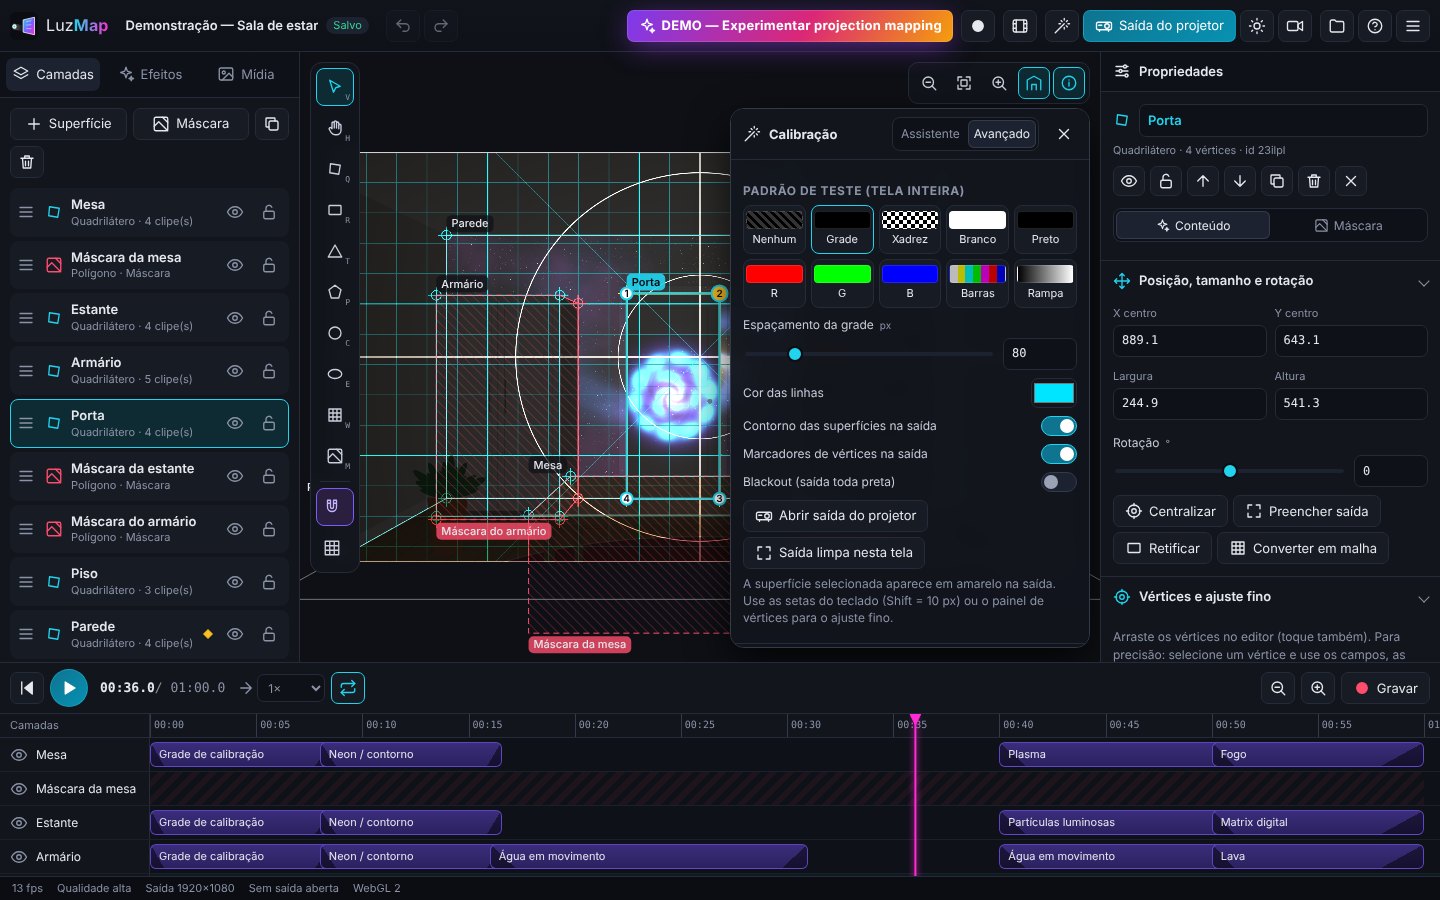 LuzMap
Demonstração — Sala de estar
Salvo
DEMO — Experimentar projection mapping
Saída do projetor
Camadas
Efeitos
Mídia
Superfície
Máscara
Mesa
Quadrilátero · 4 clipe(s)
Máscara da mesa
Polígono · Máscara
Estante
Quadrilátero · 4 clipe(s)
Armário
Quadrilátero · 5 clipe(s)
Porta
Quadrilátero · 4 clipe(s)
Máscara da estante
Polígono · Máscara
Máscara do armário
Polígono · Máscara
Piso
Quadrilátero · 3 clipe(s)
Parede
Quadrilátero · 4 clipe(s)
V
H
Q
R
T
P
C
E
W
M
Parede
Armário
Porta
1
2
Mesa
4
3
Máscara do armário
Máscara da mesa
Calibração
Assistente
Avançado
PADRÃO DE TESTE (TELA INTEIRA)
Nenhum
Grade
Xadrez
Branco
Preto
R
G
B
Barras
Rampa
Espaçamento da grade px
80
Cor das linhas
Contorno das superfícies na saída
Marcadores de vértices na saída
Blackout (saída toda preta)
Abrir saída do projetor
Saída limpa nesta tela
A superfície selecionada aparece em amarelo na saída.
Use as setas do teclado (Shift = 10 px) ou o painel de
vértices para o ajuste fino.
Propriedades
Porta
Quadrilátero · 4 vértices · id 23ilpl
Conteúdo
Máscara
Posição, tamanho e rotação
X centro
Y centro
889.1
643.1
Largura
Altura
244.9
541.3
Rotação °
0
Centralizar
Preencher saída
Retificar
Converter em malha
Vértices e ajuste fino
Arraste os vértices no editor (toque também). Para
precisão: selecione um vértice e use os campos, as
00:36.0/ 01:00.0
1×
Gravar
Camadas
00:00
00:05
00:10
00:15
00:20
00:25
00:30
00:35
00:40
00:45
00:50
00:55
Mesa
Grade de calibração
Neon / contorno
Plasma
Fogo
Máscara da mesa
Estante
Grade de calibração
Neon / contorno
Partículas luminosas
Matrix digital
Armário
Grade de calibração
Neon / contorno
Água em movimento
Água em movimento
Lava
13 fps
Qualidade alta
Saída 1920×1080
Sem saída aberta
WebGL 2